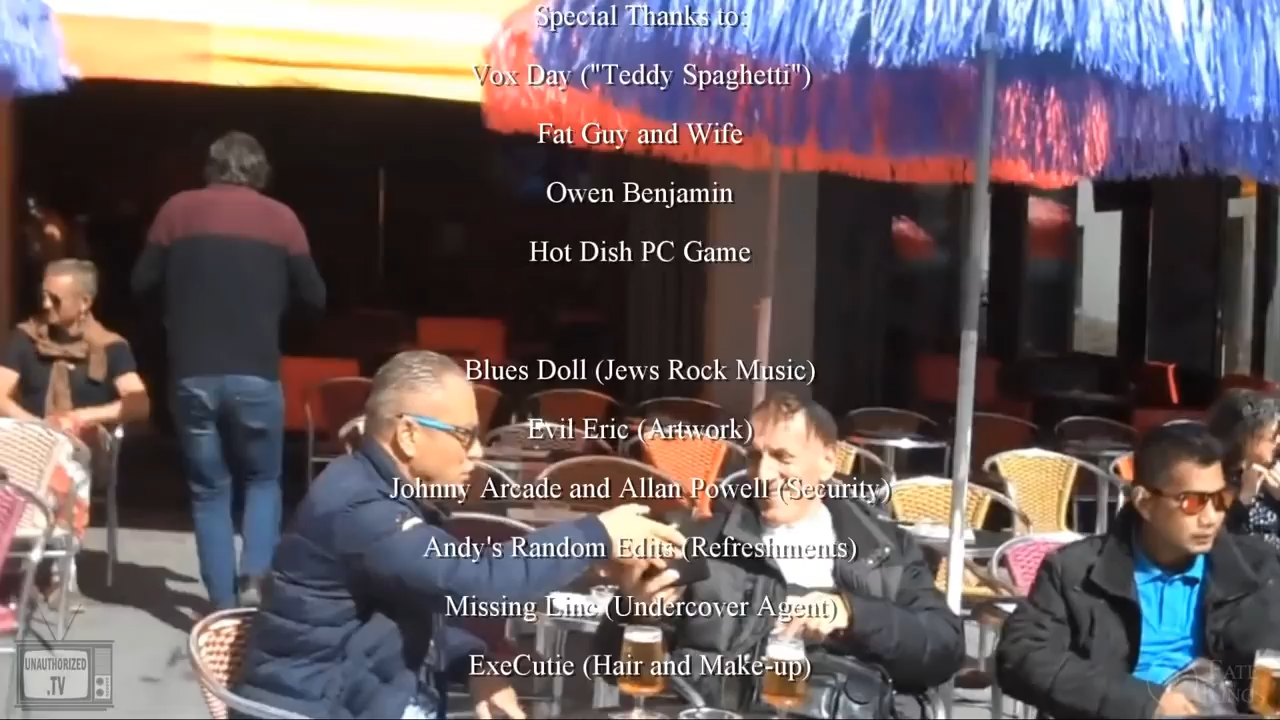 Special Thanks to:
Vox Day ("Teddy Spaghetti")
Fat Guy and Wife
Owen Benjamin
Hot Dish PC Game
Blues Doll (Jews Rock Music)
Evil Eric (Artwork)
Johnny Arcade and Allan Powell (Security)
Andy's Random Edits (Refreshments)
Missing Linc (Undercover Agent)
ExeCutie (Hair and Make-up)
UNAUTHORIZED
.TV